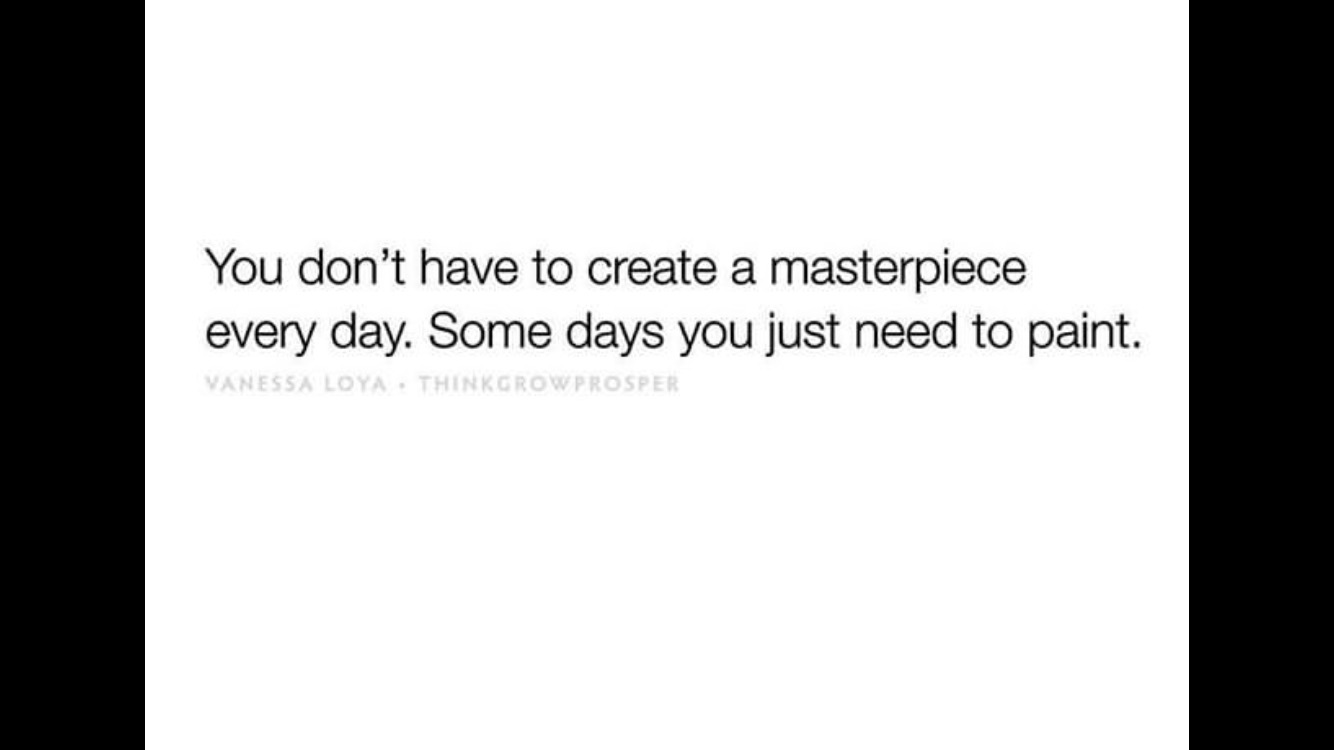 You don’t have to create a masterpiece
every day. Some days you just need to paint.
VANESSA LOYA • THINKGROWPROSPER